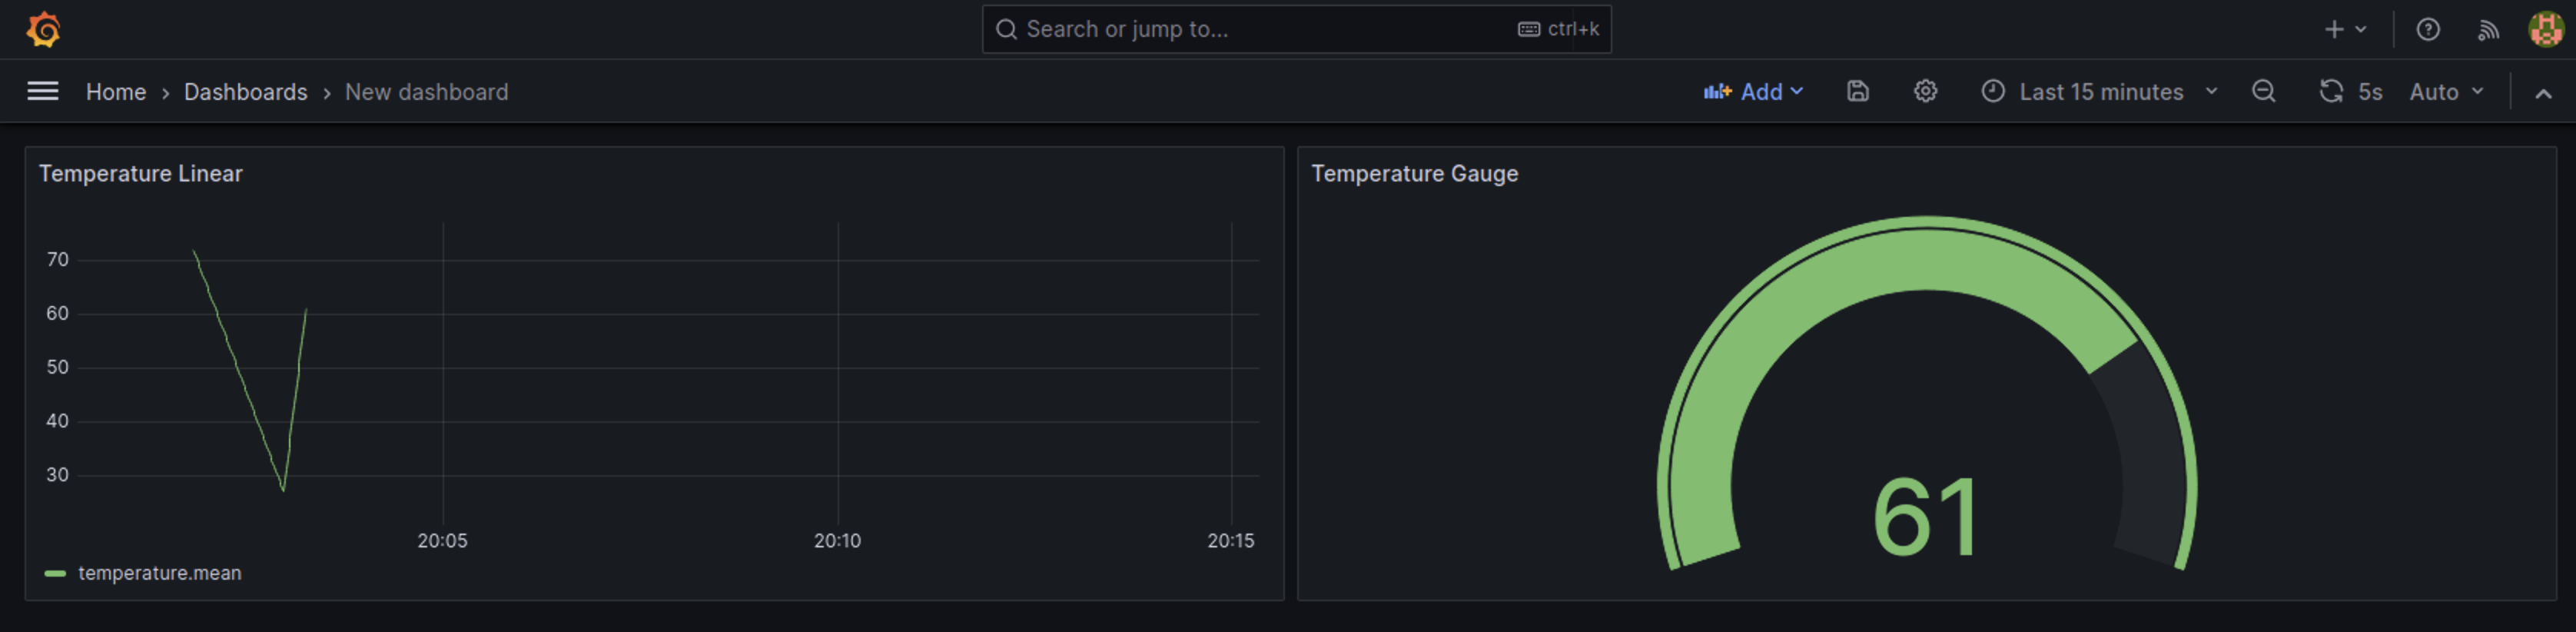 Search or jump to... ctrl+k
Home › Dashboards › New dashboard Add Last 15 minutes 5s Auto
Temperature Linear
70
60
50
40
30
20:05 20:10 20:15
temperature.mean
Temperature Gauge
61